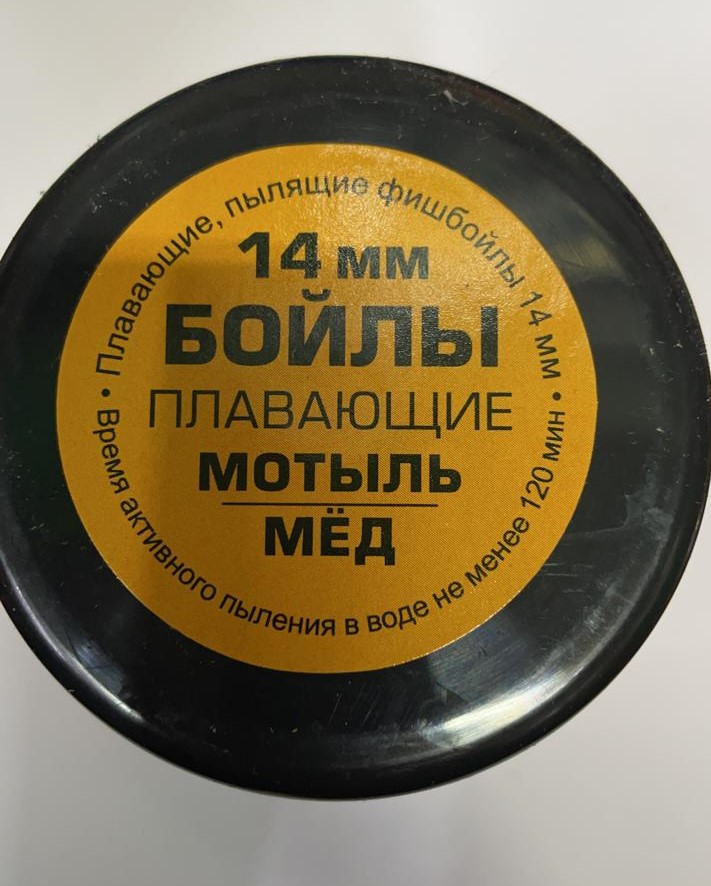 Плавающие, пылящие фишбойлы 14 мм
14 мм
БОЙЛЫ
ПЛАВАЮЩИЕ
МОТЫЛЬ
МЁД
• Время активного пыления в воде не менее 120 мин •